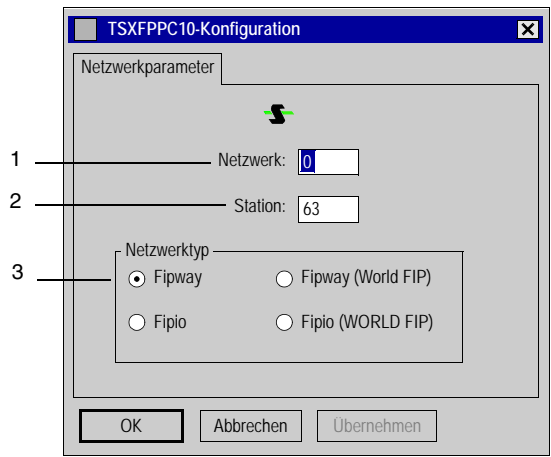 TSXFPPC10-Konfiguration
Netzwerkparameter
1 Netzwerk: 0
2 Station: 63
Netzwerktyp
3 Fipway Fipway (World FIP)
Fipio Fipio (WORLD FIP)
OK Abbrechen Übernehmen